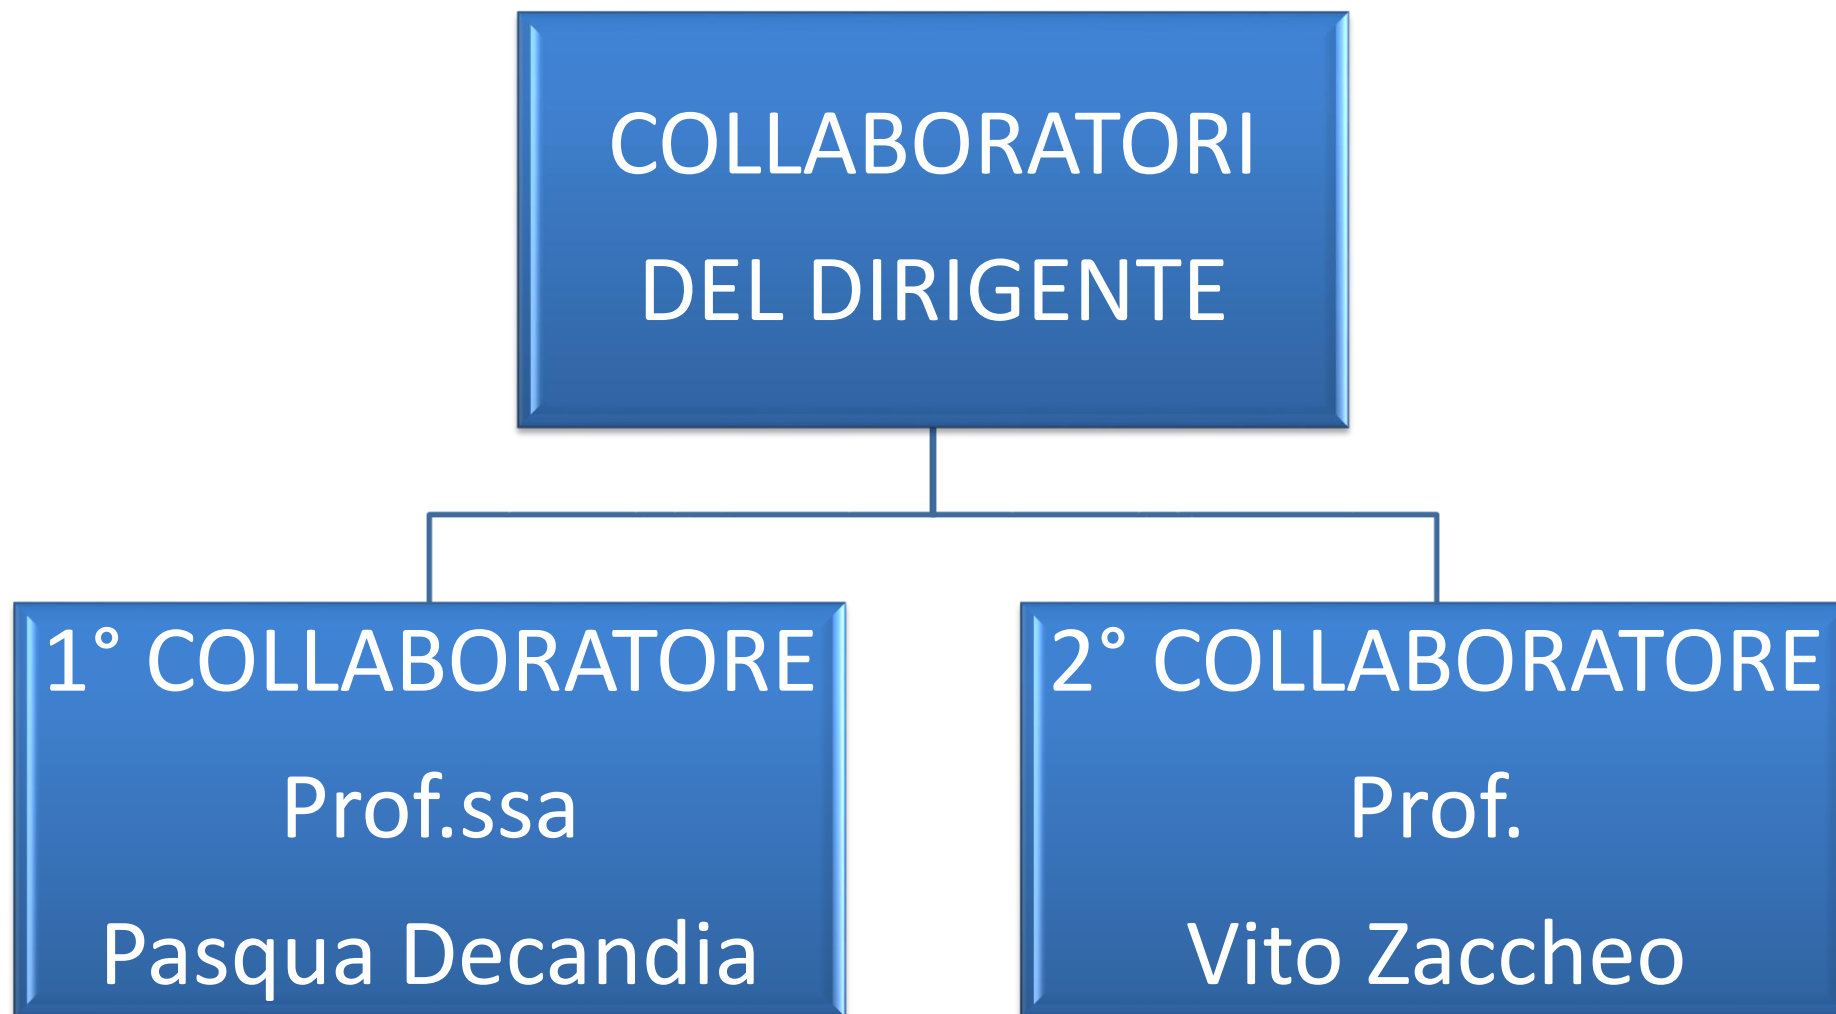 COLLABORATORI
DEL DIRIGENTE
1° COLLABORATORE
Prof.ssa
Pasqua Decandia
2° COLLABORATORE
Prof.
Vito Zaccheo